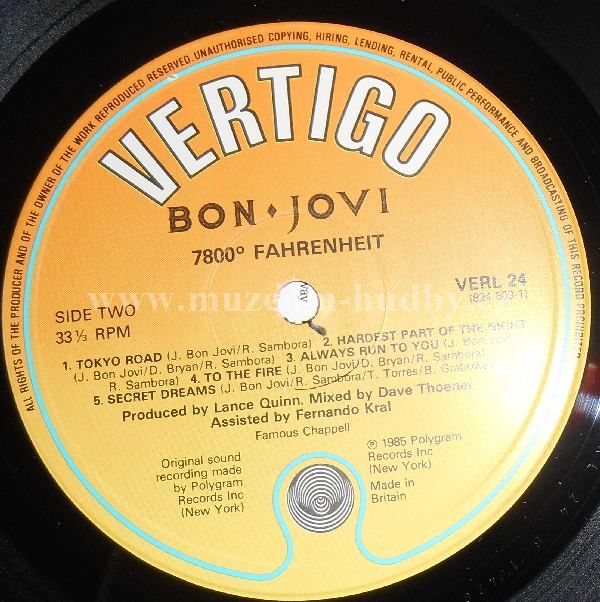 ALL RIGHTS OF THE PRODUCER AND OF THE OWNER OF THE WORK REPRODUCED RESERVED. UNAUTHORISED COPYING, HIRING, LENDING, RENTAL, PUBLIC PERFORMANCE AND BROADCASTING OF THIS RECORD PROHIBITED
VERTIGO
BON • JOVI
7800º FAHRENHEIT
VERL 24
(824 509-1)
SIDE TWO
33 ⅓ RPM
www.muzeum-hudby
1. TOKYO ROAD (J. Bon Jovi/R. Sambora) 2. HARDEST PART OF THE NIGHT
(J. Bon Jovi/D. Bryan/R. Sambora) 3. ALWAYS RUN TO YOU (J. Bon Jovi/
R. Sambora) 4. TO THE FIRE (J. Bon Jovi/D. Bryan/R. Sambora)
5. SECRET DREAMS (J. Bon Jovi/R. Sambora/T. Torres/B.
Produced by Lance Quinn. Mixed by Dave Thoener.
Assisted by Fernando Kral
Famous Chappell
Original sound
recording made
by Polygram
Records Inc
(New York)
℗ 1985 Polygram
Records Inc
(New York)
Made in
Britain